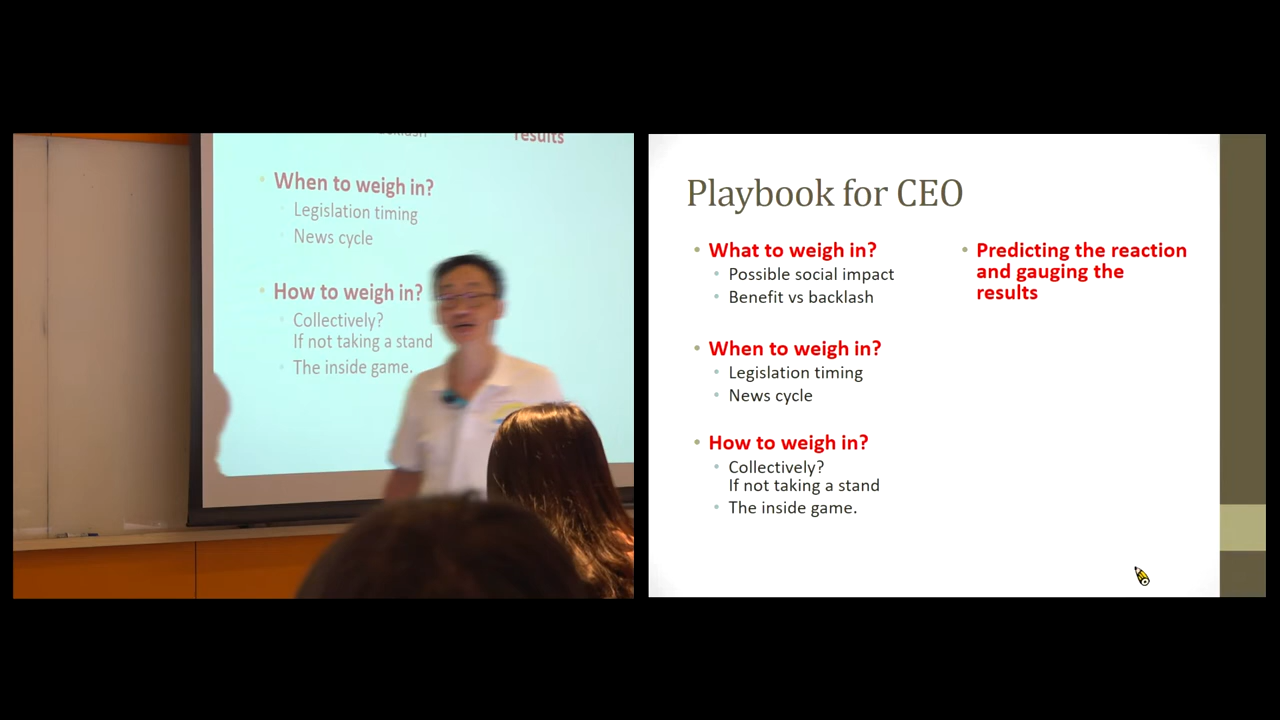 results
When to weigh in?
Legislation timing
News cycle
How to weigh in?
Collectively?
If not taking a stand
The inside game.
Playbook for CEO
What to weigh in?
Possible social impact
Benefit vs backlash
When to weigh in?
Legislation timing
News cycle
How to weigh in?
Collectively?
If not taking a stand
The inside game.
Predicting the reaction
and gauging the
results